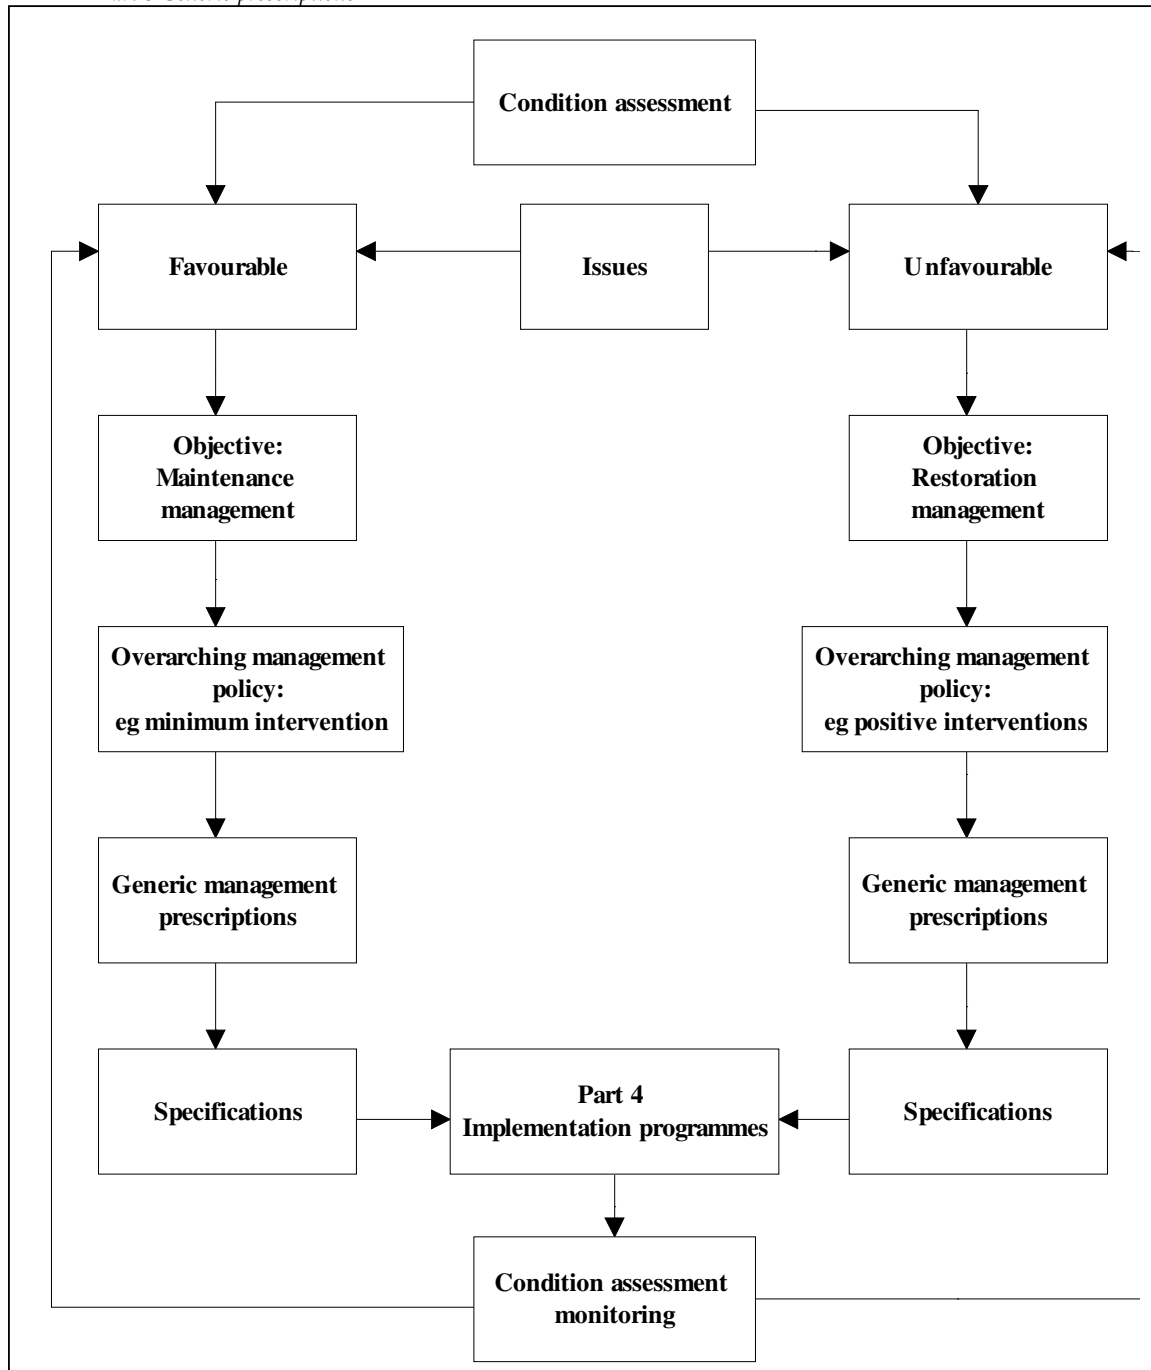 Generic prescriptions
Condition assessment
Favourable
Issues
Unfavourable
Objective:
Maintenance
management
Objective:
Restoration
management
Overarching management
policy:
eg minimum intervention
Overarching management
policy:
eg positive interventions
Generic management
prescriptions
Generic management
prescriptions
Specifications
Part 4
Implementation programmes
Specifications
Condition assessment
monitoring